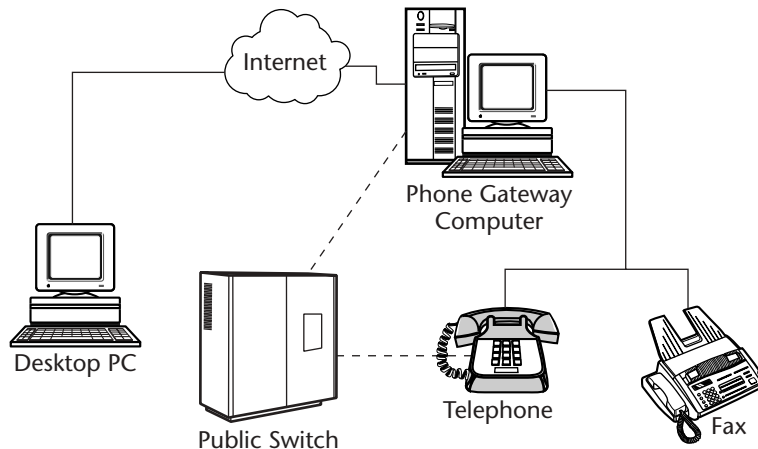 Internet
Phone Gateway
Computer
Desktop PC
Public Switch
Telephone
Fax